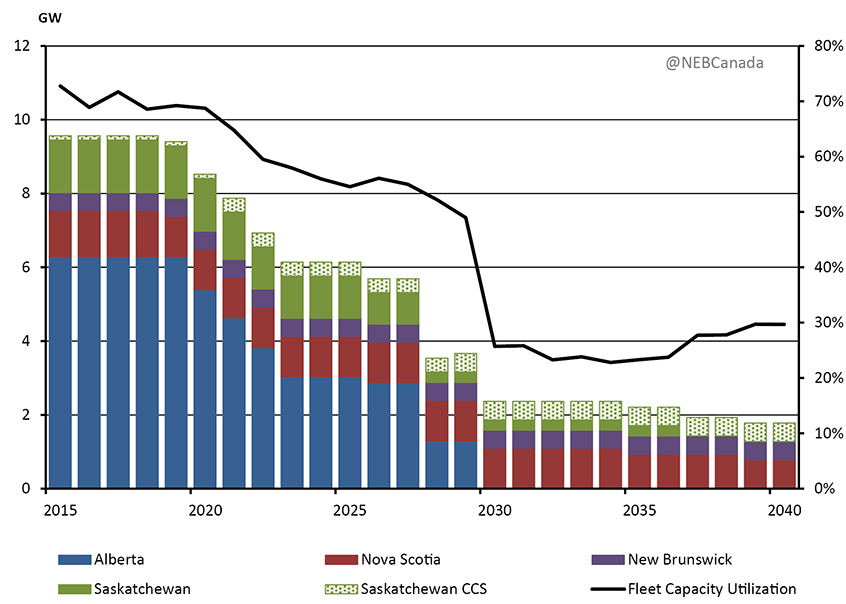 GW
12 80%
@NEBCanada
70%
10
60%
8
50%
6 40%
30%
4
20%
2
10%
0 0%
2015 2020 2025 2030 2035 2040
Alberta Nova Scotia New Brunswick
Saskatchewan Saskatchewan CCS Fleet Capacity Utilization